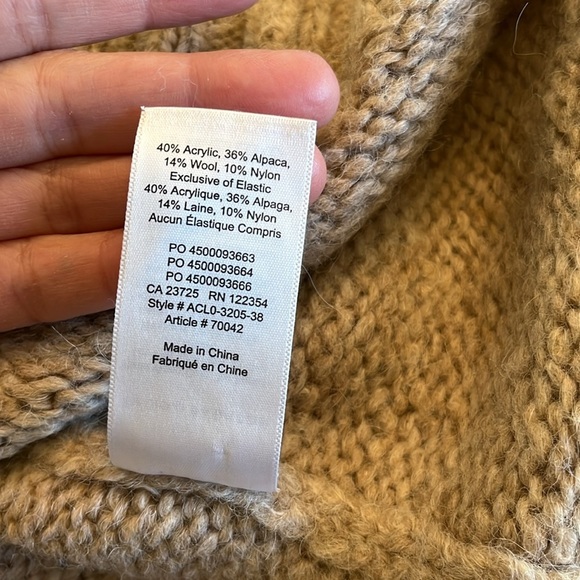 40% Acrylic, 36% Alpaca,
14% Wool, 10% Nylon
Exclusive of Elastic
40% Acrylique, 36% Alpaga,
14% Laine, 10% Nylon
Aucun Élastique Compris
PO 4500093663
PO 4500093664
PO 4500093666
CA 23725 RN 122354
Style # ACL0-3205-38
Article # 70042
Made in China
Fabriqué en Chine